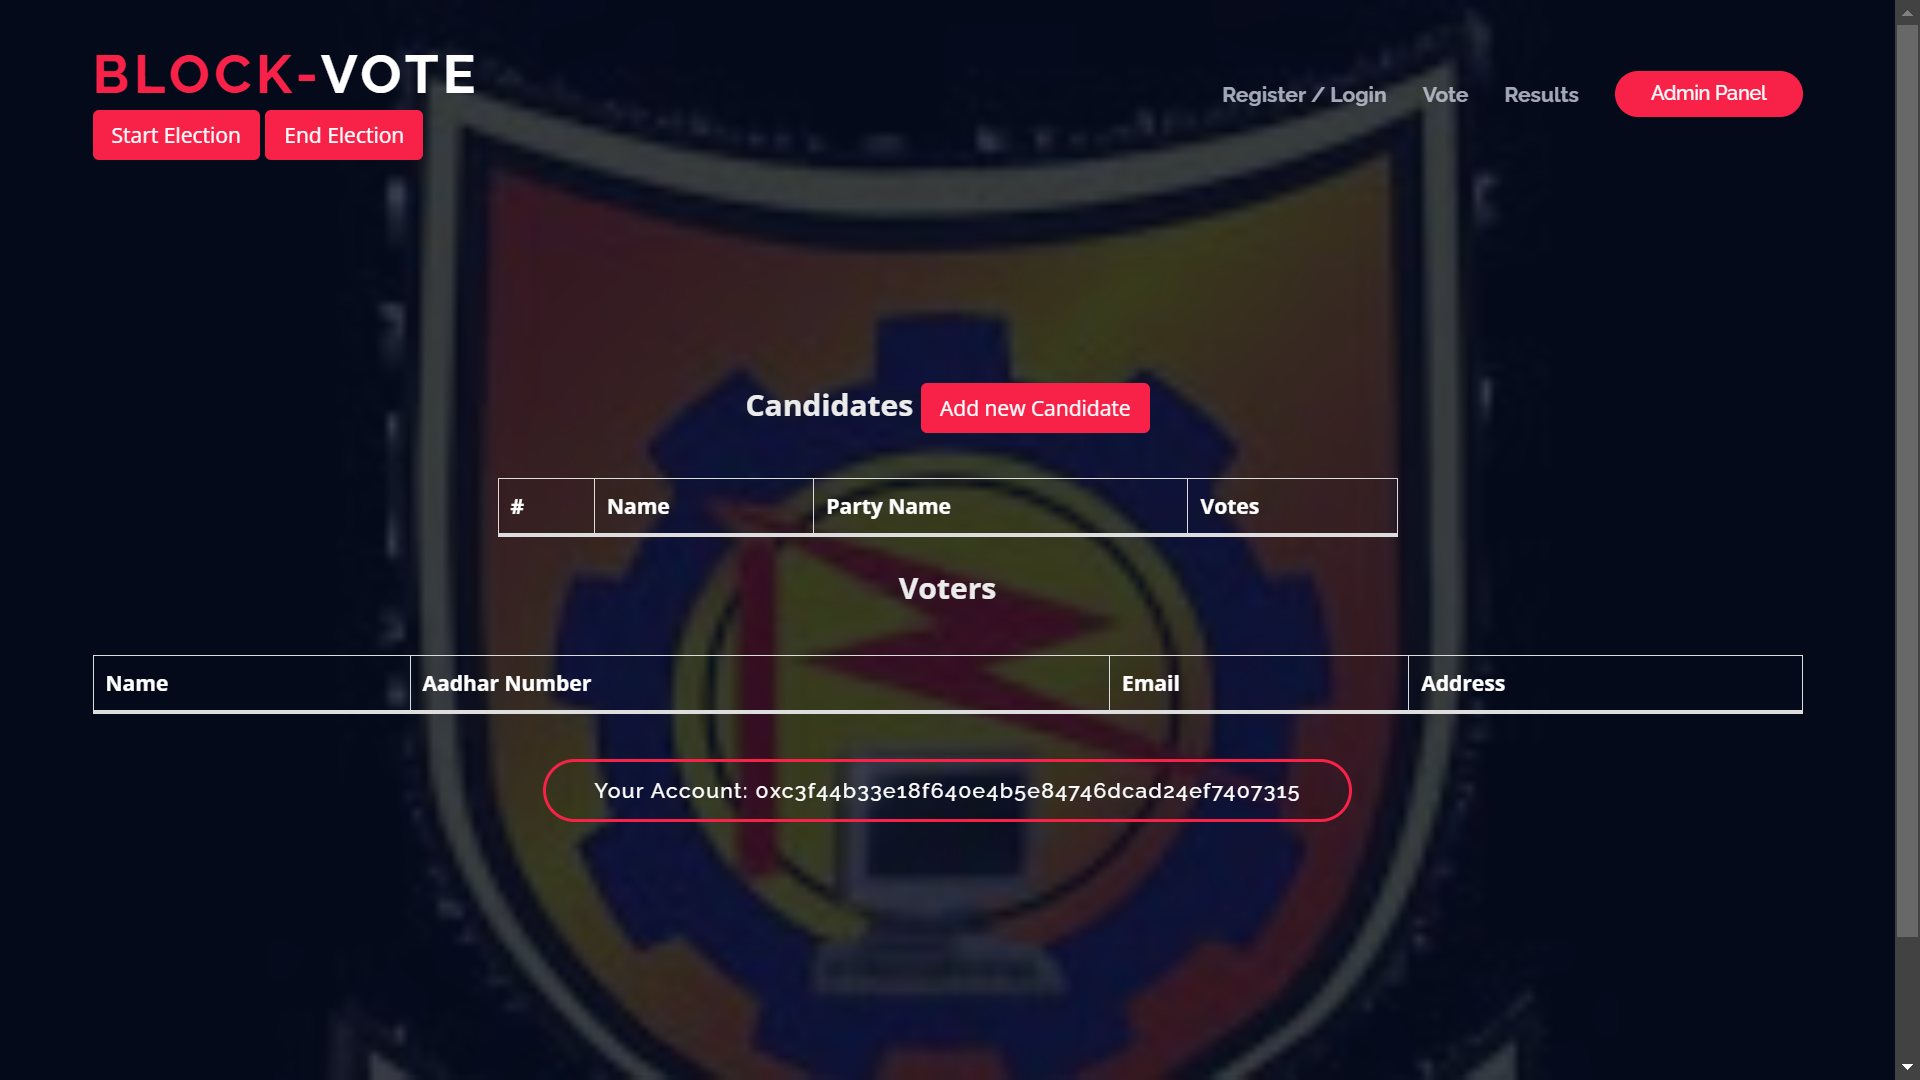 BLOCK-VOTE
Register / Login Vote Results Admin Panel
Start Election End Election
Candidates Add new Candidate
# Name Party Name Votes
Voters
Name Aadhar Number Email Address
Your Account: 0xc3f44b33e18f640e4b5e84746dcad24ef7407315